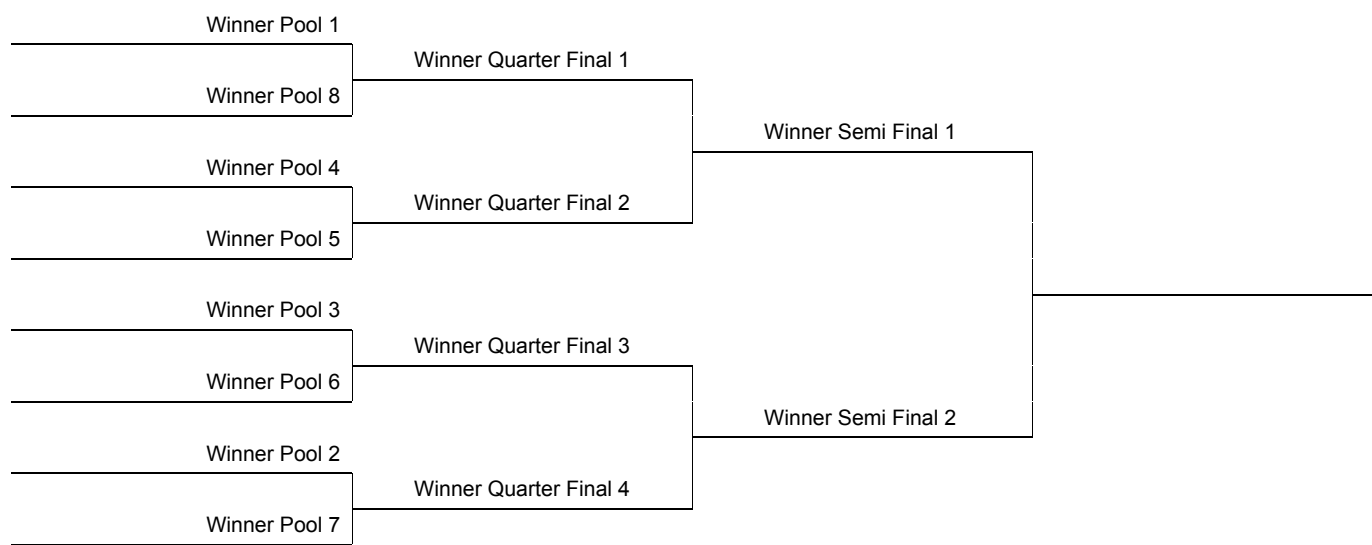 Winner Pool 1
Winner Quarter Final 1
Winner Pool 8
Winner Semi Final 1
Winner Pool 4
Winner Quarter Final 2
Winner Pool 5
Winner Pool 3
Winner Quarter Final 3
Winner Pool 6
Winner Semi Final 2
Winner Pool 2
Winner Quarter Final 4
Winner Pool 7